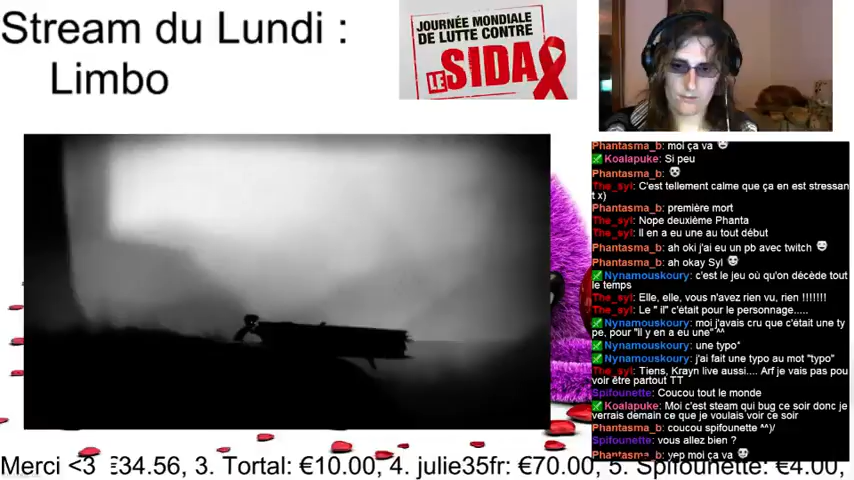 Stream du Lundi :
Limbo
JOURNÉE MONDIALE
DE LUTTE CONTRE
LE SIDA
Phantasma_b: moi ça va
Koalapuke: Si peu
Phantasma_b:
The_syl: C'est tellement calme que ça en est stressan
t x)
Phantasma_b: première mort
The_syl: Nope deuxième Phanta
The_syl: Il en a eu une au tout début
Phantasma_b: ah oki j'ai eu un pb avec twitch
Phantasma_b: ah okay Syl
Nynamouskoury: c'est le jeu où qu'on décède tout
le temps
The_syl: Elle, elle, vous n'avez rien vu, rien !!!!!!!
The_syl: Le " il" c'était pour le personnage.....
Nynamouskoury: moi j'avais cru que c'était une ty
pe, pour "il y en a eu une" ^^
Nynamouskoury: une typo*
Nynamouskoury: j'ai fait une typo au mot "typo"
The_syl: Tiens, Krayn live aussi.... Arf je vais pas pou
voir être partout TT
Spifounette: Coucou tout le monde
Koalapuke: Moi c'est steam qui bug ce soir donc je
verrais demain ce que je voulais voir ce soir
Phantasma_b: coucou spifounette ^^)/
Spifounette: vous allez bien ?
Phantasma_b: yep moi ça va
Merci <3 €34.56, 3. Tortal: €10.00, 4. julie35fr: €70.00, 5. Spifounette: €4.00,